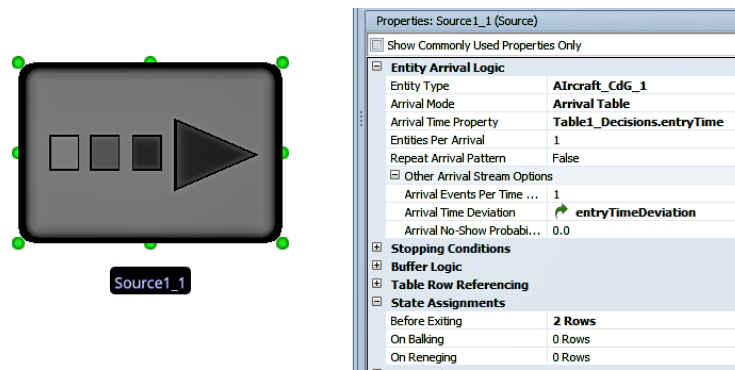 Properties: Source1_1 (Source)
Show Commonly Used Properties Only
Entity Arrival Logic
Entity Type AIrcraft_CdG_1
Arrival Mode Arrival Table
Arrival Time Property Table1_Decisions.entryTime
Entities Per Arrival 1
Repeat Arrival Pattern False
Other Arrival Stream Options
Arrival Events Per Time ... 1
Arrival Time Deviation entryTimeDeviation
Arrival No-Show Probabi... 0.0
Stopping Conditions
Buffer Logic
Table Row Referencing
State Assignments
Before Exiting 2 Rows
On Balking 0 Rows
On Reneging 0 Rows
Source1_1